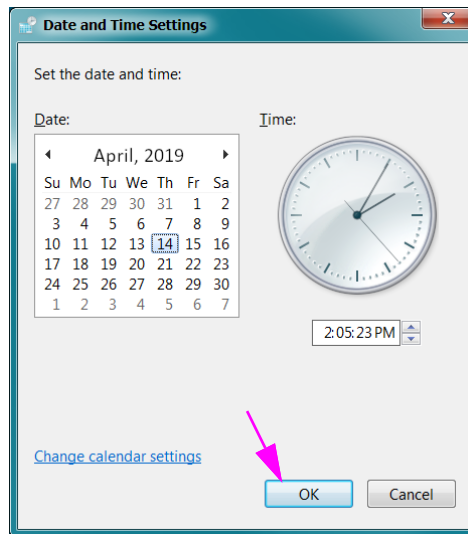 Date and Time Settings
Set the date and time:
Date:
Time:
April, 2019
Su Mo Tu We Th Fr Sa
27 28 29 30 31 1 2
3 4 5 6 7 8 9
10 11 12 13 14 15 16
17 18 19 20 21 22 23
24 25 26 27 28 29 30
1 2 3 4 5 6 7
2:05:23 PM
Change calendar settings
OK
Cancel